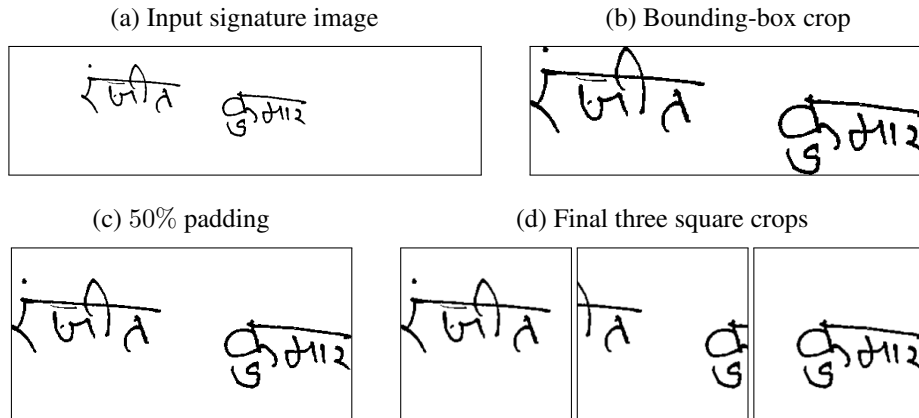 (a) Input signature image
रंजीत कुमार
(b) Bounding-box crop
रंजीत कुमार
(c) 50% padding
रंजीत कुमार
(d) Final three square crops
रंजीत
कुमार